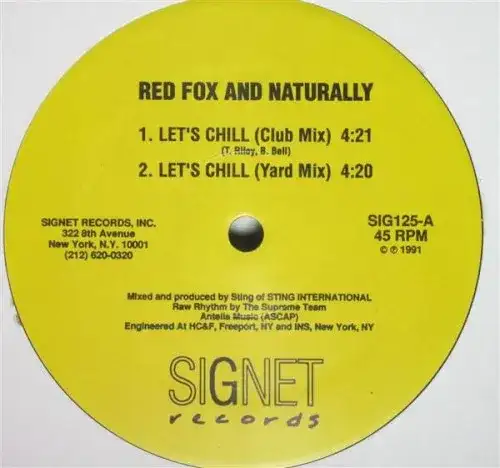 RED FOX AND NATURALLY
1. LET'S CHILL (Club Mix) 4:21
(T. Riley, B. Bell)
2. LET'S CHILL (Yard Mix) 4:20
SIGNET RECORDS, INC.
322 8th Avenue
New York, N.Y. 10001
(212) 620-0320
SIG125-A
45 RPM
© ℗ 1991
Mixed and produced by Sting of STING INTERNATIONAL
Raw Rhythm by The Supreme Team
Antella Music (ASCAP)
Engineered At HC&F, Freeport, NY and INS, New York, NY
SIGNET
records